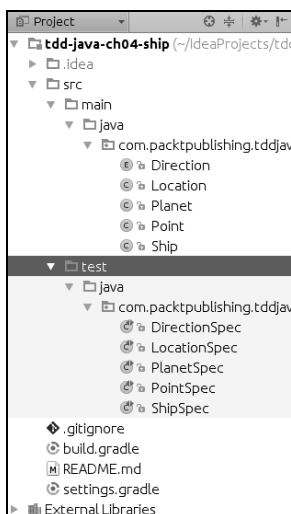 Project
tdd-java-ch04-ship (~/IdeaProjects/tdd
.idea
src
main
java
com.packtpublishing.tddjav
Direction
Location
Planet
Point
Ship
test
java
com.packtpublishing.tddjav
DirectionSpec
LocationSpec
PlanetSpec
PointSpec
ShipSpec
.gitignore
build.gradle
README.md
settings.gradle
External Libraries